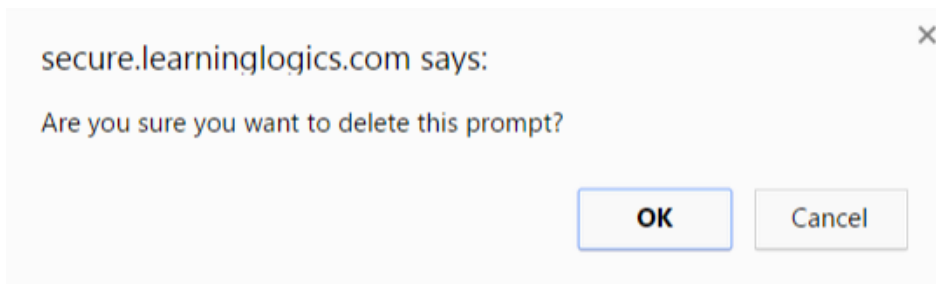 secure.learninglogics.com says:
Are you sure you want to delete this prompt?
OK Cancel